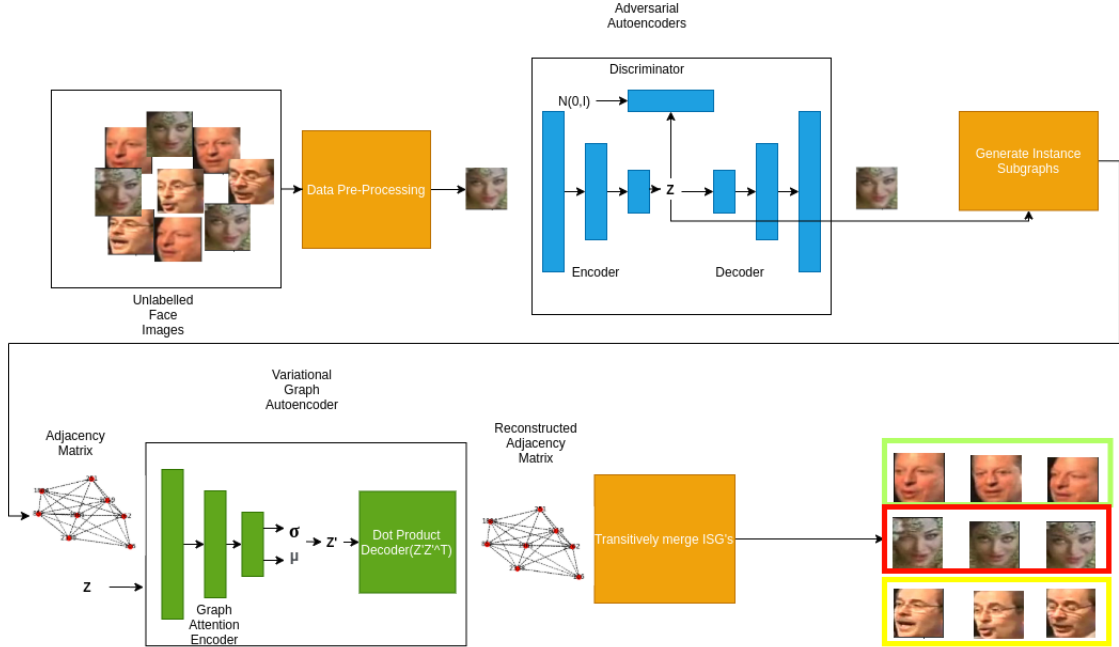 Adversarial
Autoencoders
Discriminator
N(0,I)
Data Pre-Processing
Z
Generate Instance
Subgraphs
Encoder
Decoder
Unlabelled
Face
Images
Variational
Graph
Autoencoder
Adjacency
Matrix
Reconstructed
Adjacency
Matrix
σ
μ
Z'
Dot Product
Decoder(Z'Z'^T)
Transitively merge ISG's
Z
Graph
Attention
Encoder